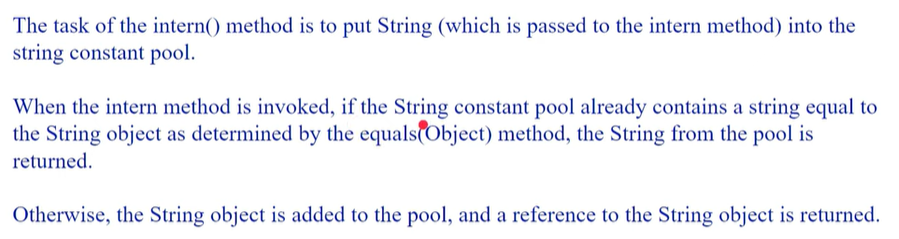 The task of the intern() method is to put String (which is passed to the intern method) into the
string constant pool.
When the intern method is invoked, if the String constant pool already contains a string equal to
the String object as determined by the equals(Object) method, the String from the pool is
returned.
Otherwise, the String object is added to the pool, and a reference to the String object is returned.